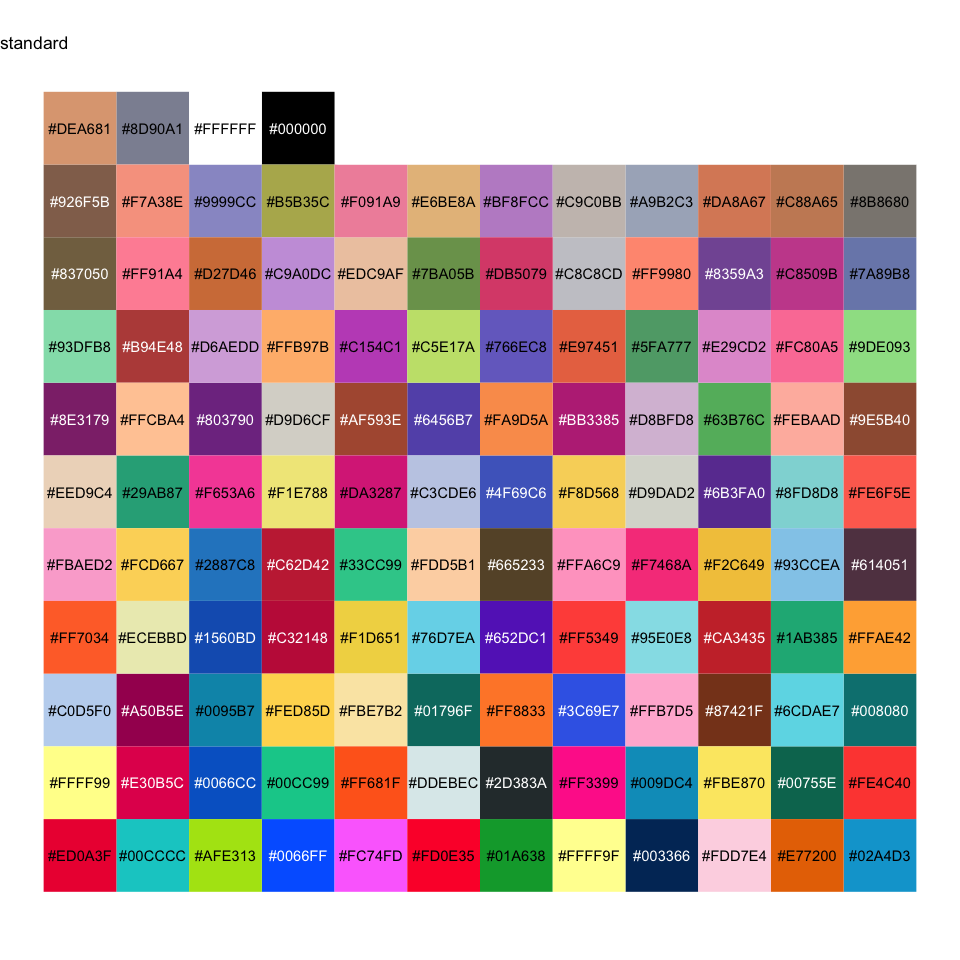 standard
#DEA681 #8D90A1 #FFFFFF #000000
#926F5B #F7A38E #9999CC #B5B35C #F091A9 #E6BE8A #BF8FCC #C9C0BB #A9B2C3 #DA8A67 #C88A65 #8B8680
#837050 #FF91A4 #D27D46 #C9A0DC #EDC9AF #7BA05B #DB5079 #C8C8CD #FF9980 #8359A3 #C8509B #7A89B8
#93DFB8 #B94E48 #D6AEDD #FFB97B #C154C1 #C5E17A #766EC8 #E97451 #5FA777 #E29CD2 #FC80A5 #9DE093
#8E3179 #FFCBA4 #803790 #D9D6CF #AF593E #6456B7 #FA9D5A #BB3385 #D8BFD8 #63B76C #FEBAAD #9E5B40
#EED9C4 #29AB87 #F653A6 #F1E788 #DA3287 #C3CDE6 #4F69C6 #F8D568 #D9DAD2 #6B3FA0 #8FD8D8 #FE6F5E
#FBAED2 #FCD667 #2887C8 #C62D42 #33CC99 #FDD5B1 #665233 #FFA6C9 #F7468A #F2C649 #93CCEA #614051
#FF7034 #ECEBBD #1560BD #C32148 #F1D651 #76D7EA #652DC1 #FF5349 #95E0E8 #CA3435 #1AB385 #FFAE42
#C0D5F0 #A50B5E #0095B7 #FED85D #FBE7B2 #01796F #FF8833 #3C69E7 #FFB7D5 #87421F #6CDAE7 #008080
#FFFF99 #E30B5C #0066CC #00CC99 #FF681F #DDEBEC #2D383A #FF3399 #009DC4 #FBE870 #00755E #FE4C40
#ED0A3F #00CCCC #AFE313 #0066FF #FC74FD #FD0E35 #01A638 #FFFF9F #003366 #FDD7E4 #E77200 #02A4D3